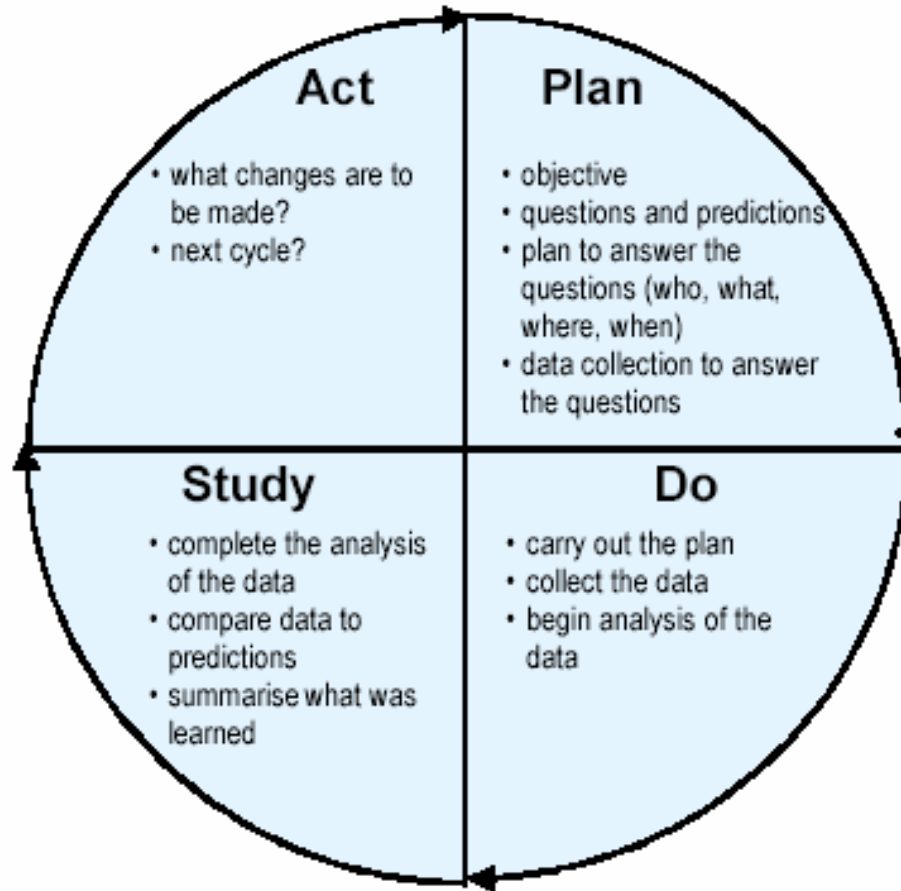 Act
• what changes are to
be made?
• next cycle?
Plan
• objective
• questions and predictions
• plan to answer the
questions (who, what,
where, when)
• data collection to answer
the questions
Study
• complete the analysis
of the data
• compare data to
predictions
• summarise what was
learned
Do
• carry out the plan
• collect the data
• begin analysis of the
data